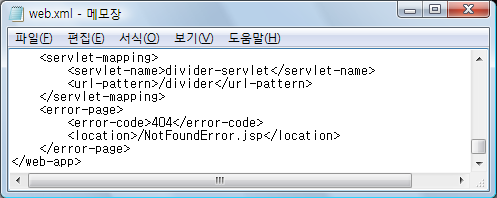 web.xml - 메모장
파일(F) 편집(E) 서식(O) 보기(V) 도움말(H)
<servlet-mapping>
<servlet-name>divider-servlet</servlet-name>
<url-pattern>/divider</url-pattern>
</servlet-mapping>
<error-page>
<error-code>404</error-code>
<location>/NotFoundError.jsp</location>
</error-page>
</web-app>